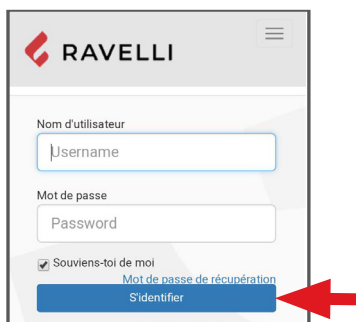 RAVELLI
Nom d'utilisateur
Username
Mot de passe
Password
Souviens-toi de moi
Mot de passe de récupération
S'identifier